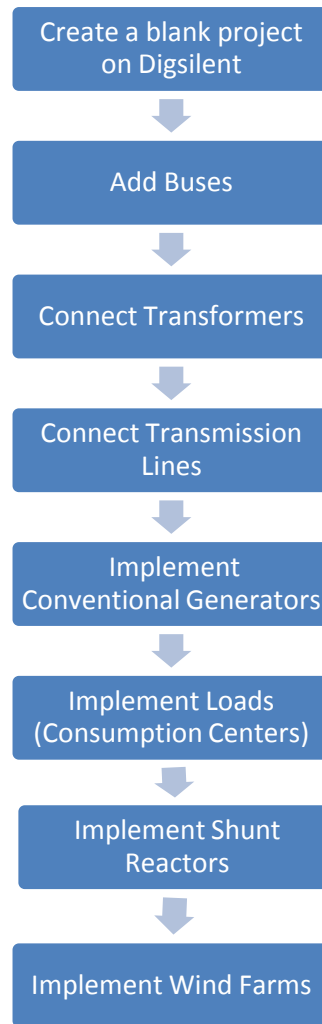 Create a blank project
on Digsilent
Add Buses
Connect Transformers
Connect Transmission
Lines
Implement
Conventional Generators
Implement Loads
(Consumption Centers)
Implement Shunt
Reactors
Implement Wind Farms